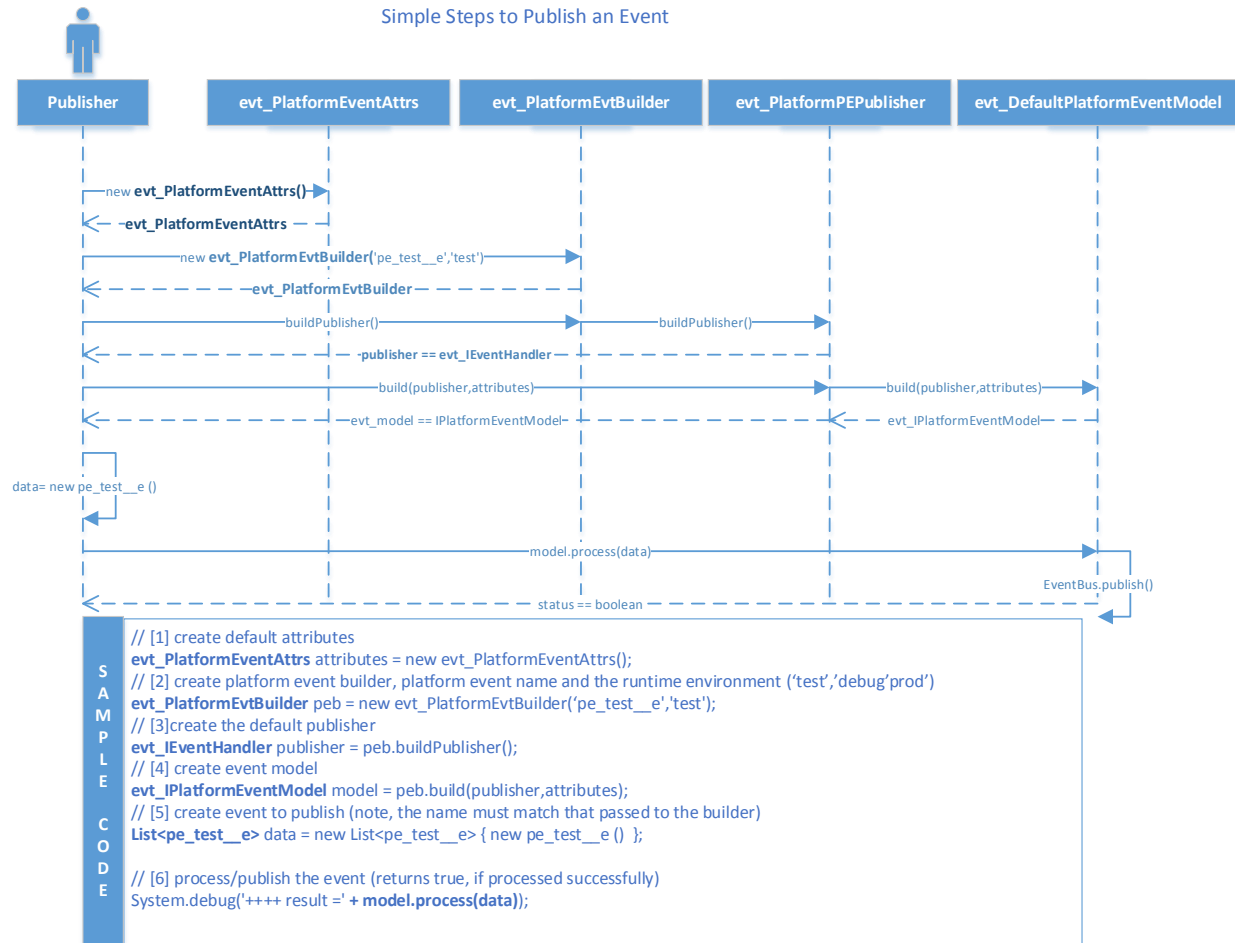 Simple Steps to Publish an Event
Publisher
evt_PlatformEventAttrs
evt_PlatformEvtBuilder
evt_PlatformPEPublisher
evt_DefaultPlatformEventModel
new evt_PlatformEventAttrs()
evt_PlatformEventAttrs
new evt_PlatformEvtBuilder('pe_test__e','test')
evt_PlatformEvtBuilder
buildPublisher()
buildPublisher()
publisher == evt_IEventHandler
build(publisher,attributes)
build(publisher,attributes)
evt_model == IPlatformEventModel
evt_IPlatformEventModel
data= new pe_test__e ()
model.process(data)
EventBus.publish()
status == boolean
SAMPLE CODE
// [1] create default attributes
evt_PlatformEventAttrs attributes = new evt_PlatformEventAttrs();
// [2] create platform event builder, platform event name and the runtime environment (‘test’,’debug’prod’)
evt_PlatformEvtBuilder peb = new evt_PlatformEvtBuilder(‘pe_test__e','test');
// [3]create the default publisher
evt_IEventHandler publisher = peb.buildPublisher();
// [4] create event model
evt_IPlatformEventModel model = peb.build(publisher,attributes);
// [5] create event to publish (note, the name must match that passed to the builder)
List<pe_test__e> data = new List<pe_test__e> { new pe_test__e () };
// [6] process/publish the event (returns true, if processed successfully)
System.debug('++++ result =' + model.process(data));